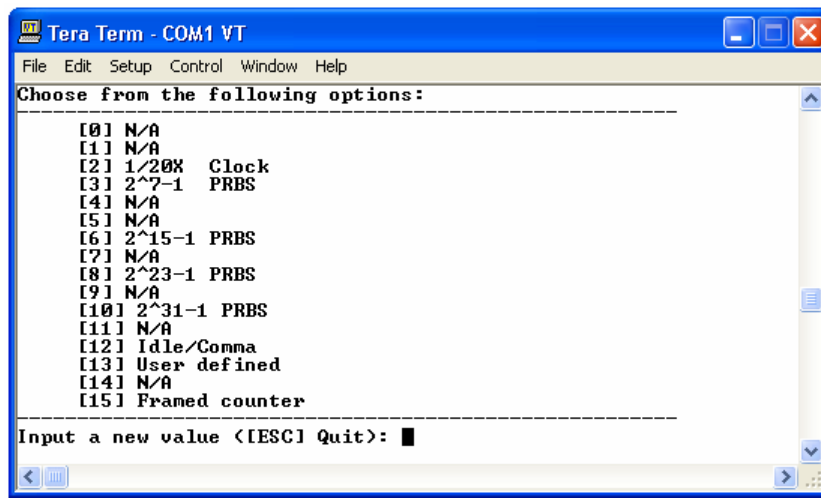 Tera Term - COM1 VT
File Edit Setup Control Window Help
Choose from the following options:
[0] N/A
[1] N/A
[2] 1/20X Clock
[3] 2^7-1 PRBS
[4] N/A
[5] N/A
[6] 2^15-1 PRBS
[7] N/A
[8] 2^23-1 PRBS
[9] N/A
[10] 2^31-1 PRBS
[11] N/A
[12] Idle/Comma
[13] User defined
[14] N/A
[15] Framed counter
Input a new value ([ESC] Quit):